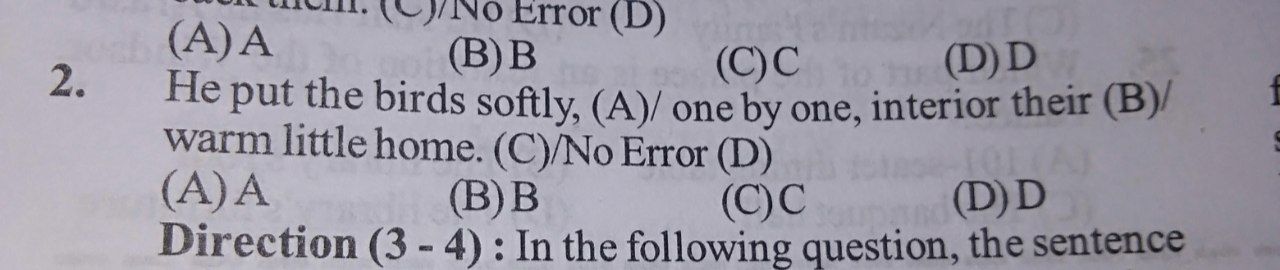 (C)/No Error (D)
(A) A (B) B (C) C (D) D
2. He put the birds softly, (A)/ one by one, interior their (B)/
warm little home. (C)/No Error (D)
(A) A (B) B (C) C (D) D
Direction (3 - 4) : In the following question, the sentence